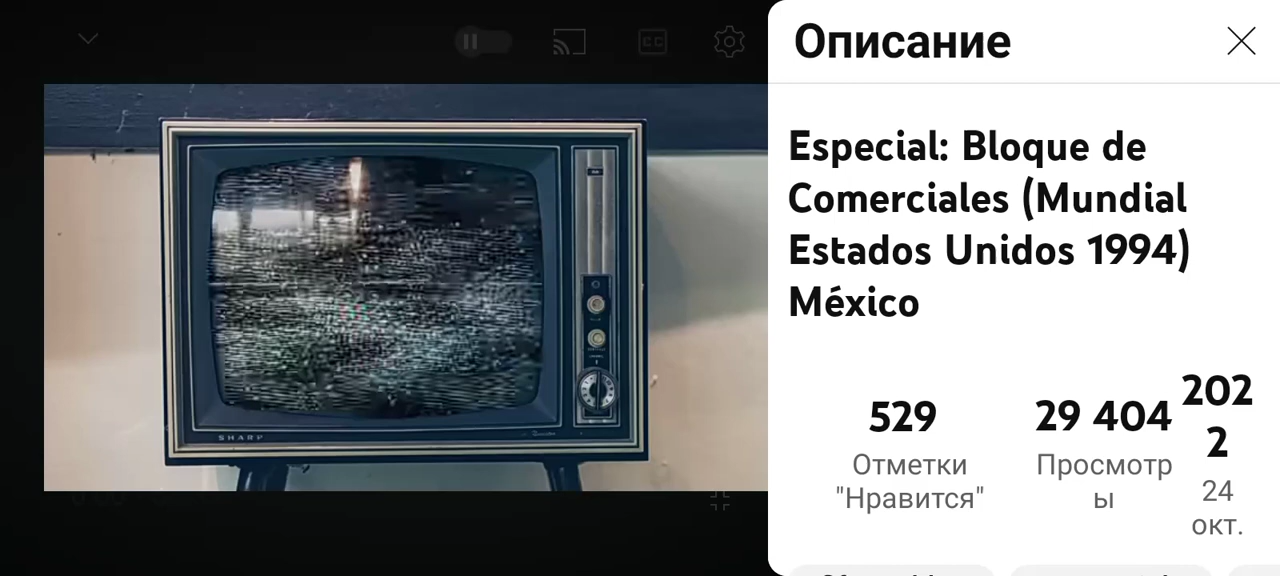 Описание
Especial: Bloque de
Comerciales (Mundial
Estados Unidos 1994)
México
529
Отметки
"Нравится"
29 404
Просмотр
ы
202
2
24
окт.
CC
SHARP